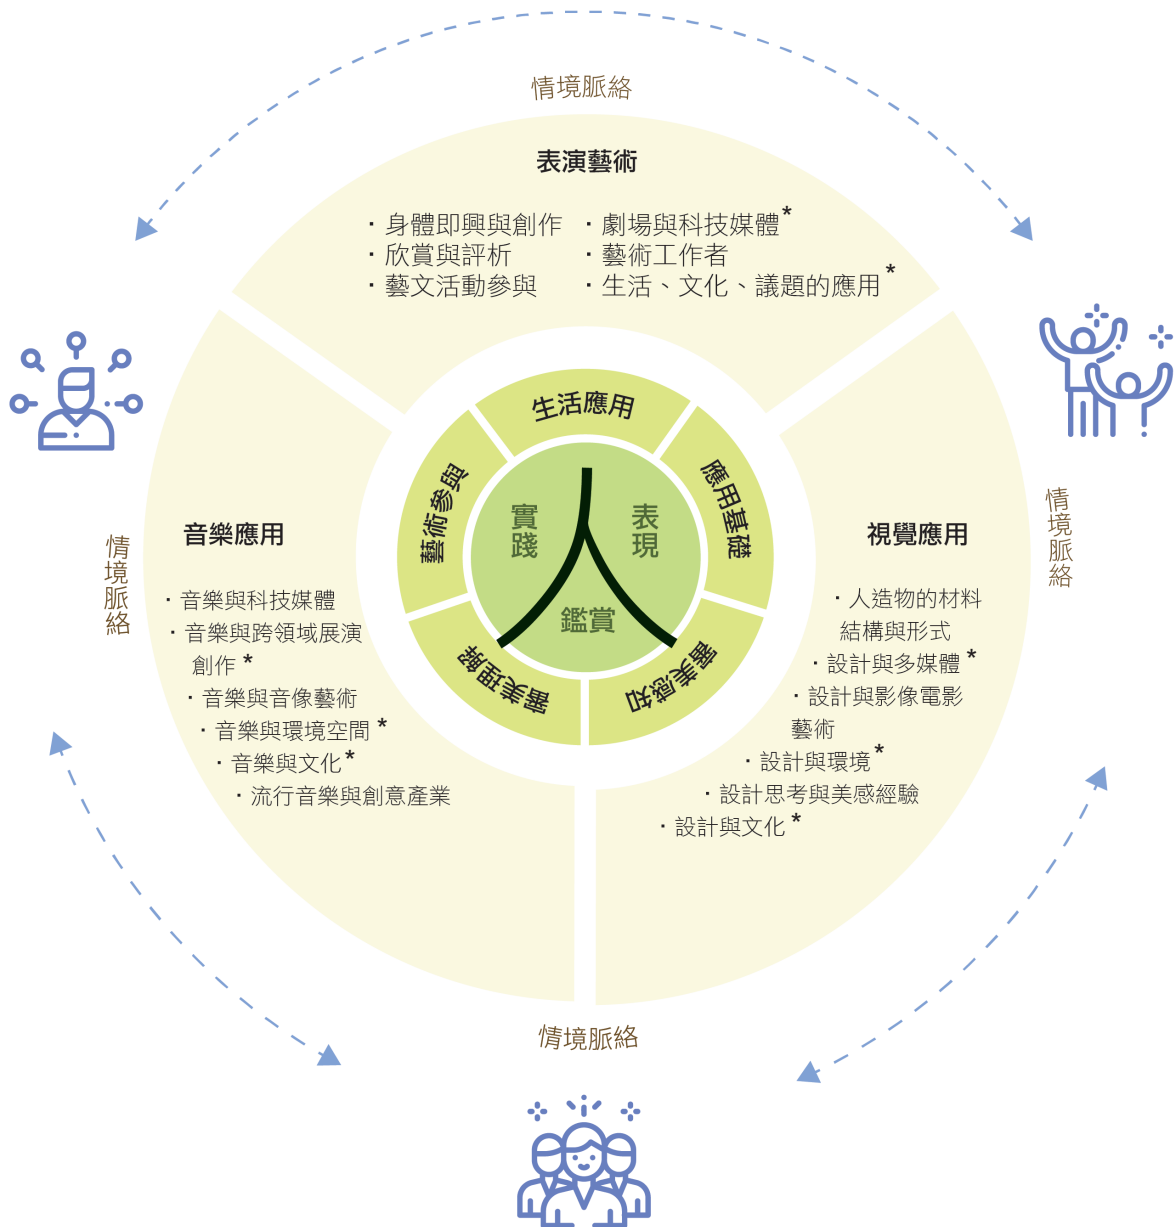 情境脈絡
表演藝術
· 身體即興與創作
· 欣賞與評析
· 藝文活動參與
· 劇場與科技媒體*
· 藝術工作者
· 生活、文化、議題的應用*
生活應用
藝術參與
應用基礎
審美理解
審美感知
實踐
表現
鑑賞
情境脈絡
音樂應用
· 音樂與科技媒體
· 音樂與跨領域展演
創作 *
· 音樂與音像藝術
· 音樂與環境空間 *
· 音樂與文化*
· 流行音樂與創意產業
情境脈絡
視覺應用
· 人造物的材料
結構與形式
· 設計與多媒體 *
· 設計與影像電影
藝術
· 設計與環境 *
· 設計思考與美感經驗
· 設計與文化 *
情境脈絡